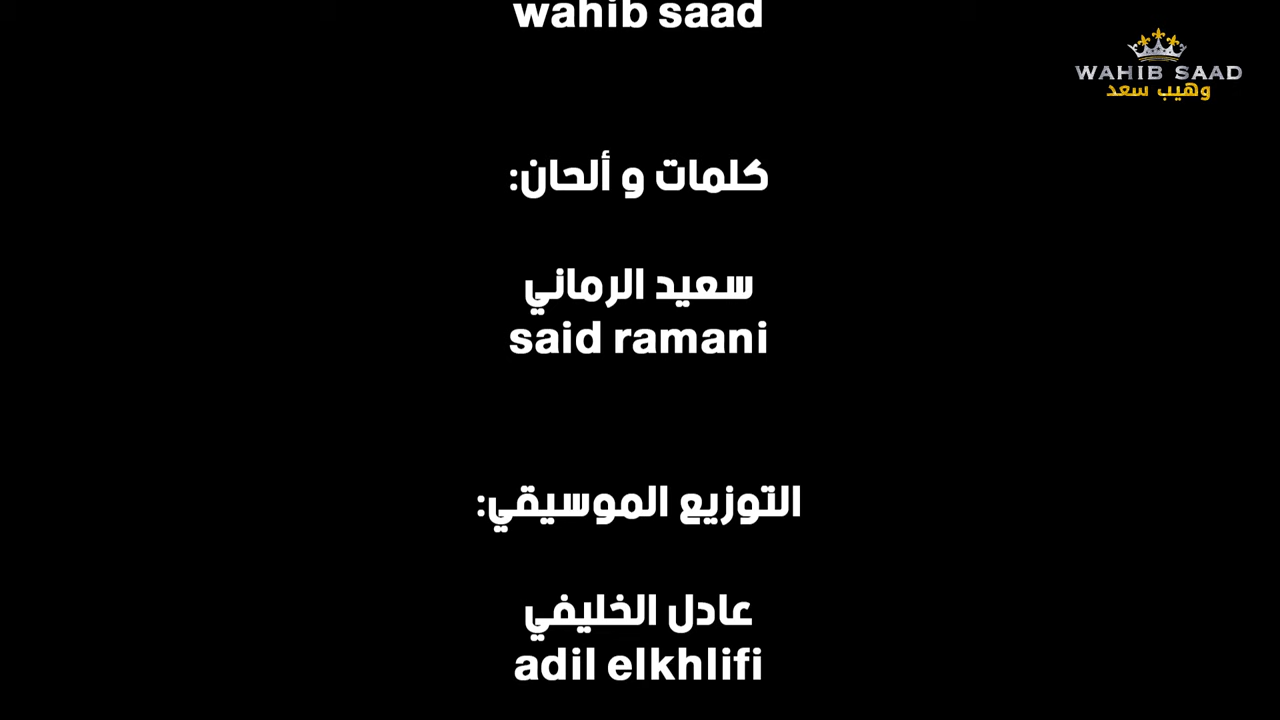 wahib saad
WAHIB SAAD
وهيب سعد
كلمات و ألحان:
سعيد الرماني
said ramani
التوزيع الموسيقي:
عادل الخليفي
adil elkhlifi